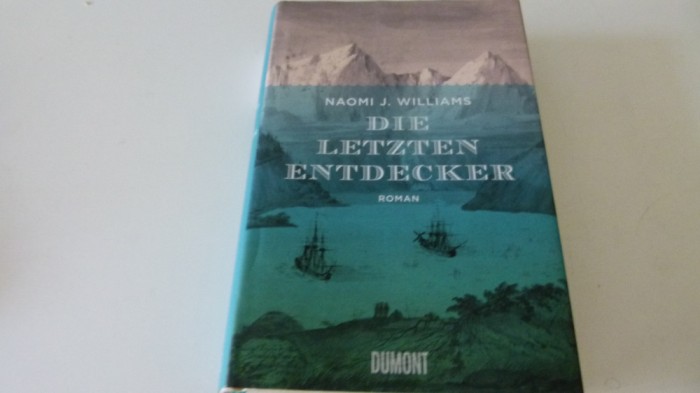 NAOMI J. WILLIAMS
DIE
LETZTEN
ENTDECKER
ROMAN
DUMONT